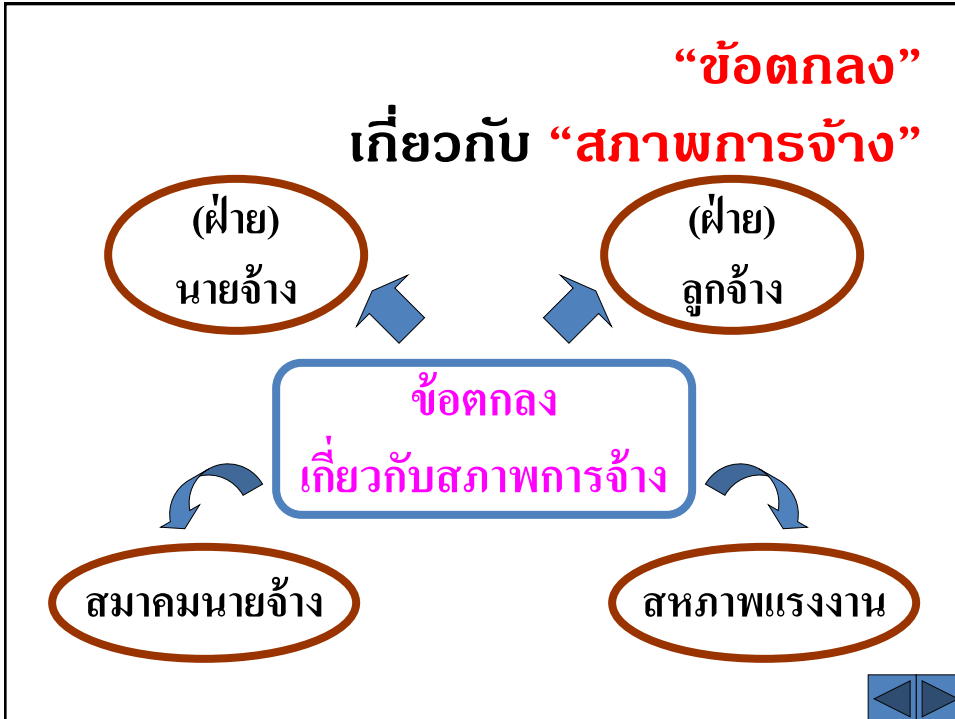 “ข้อตกลง”
เกี่ยวกับ “สภาพการจ้าง”
(ฝ่าย)
นายจ้าง
(ฝ่าย)
ลูกจ้าง
ข้อตกลง
เกี่ยวกับสภาพการจ้าง
สมาคมนายจ้าง
สหภาพแรงงาน